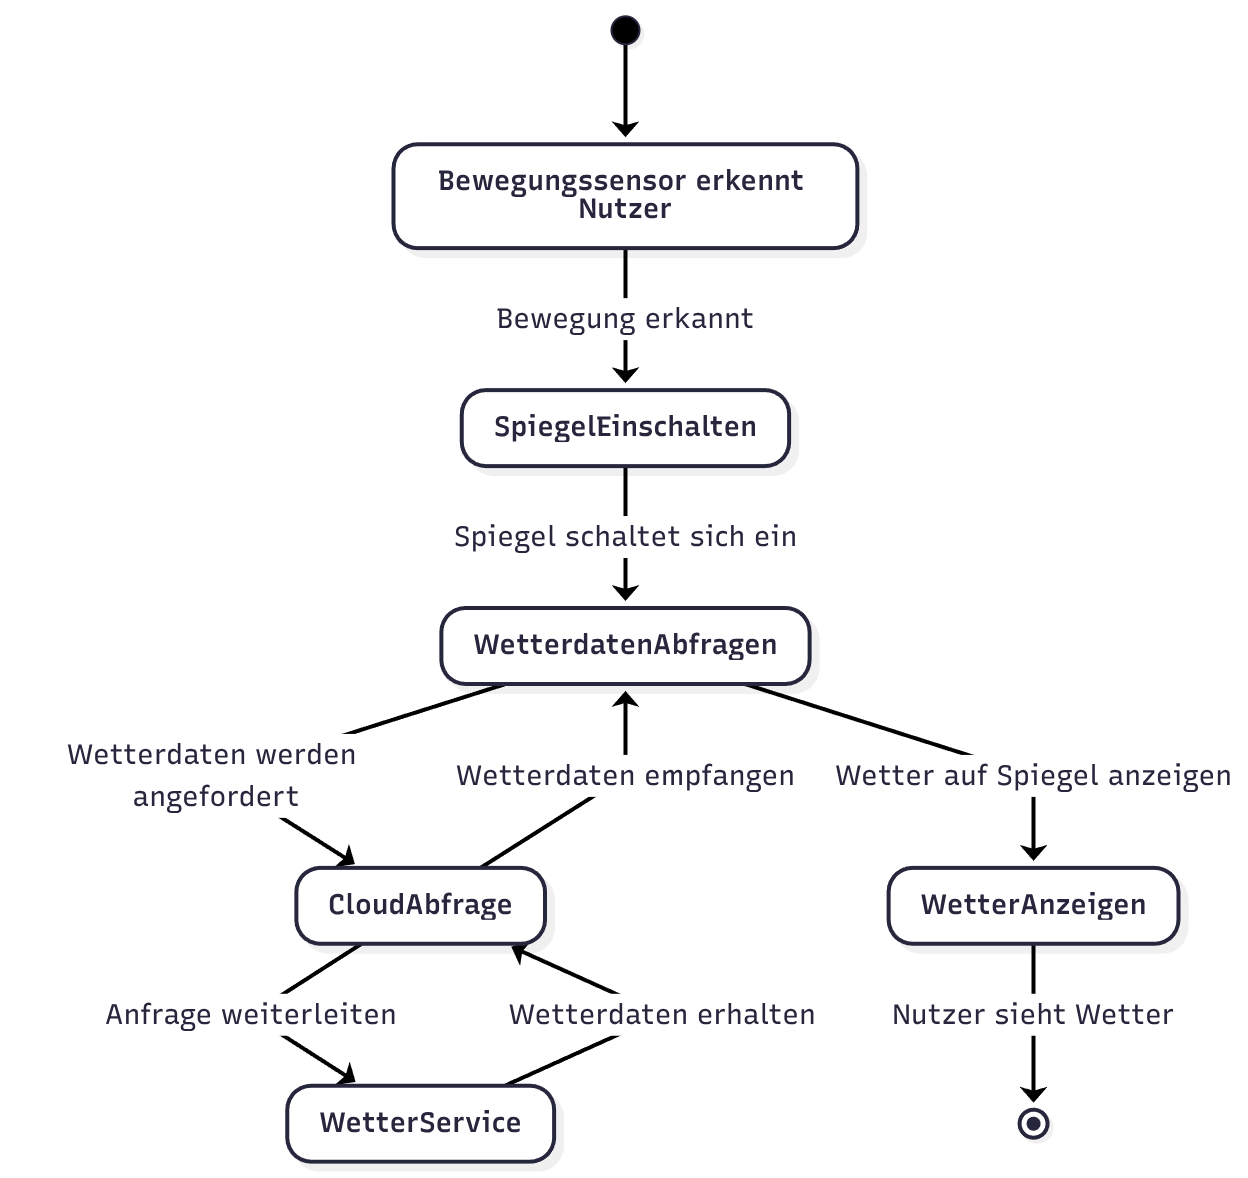 Bewegungssensor erkennt
Nutzer
Bewegung erkannt
SpiegelEinschalten
Spiegel schaltet sich ein
WetterdatenAbfragen
Wetterdaten werden
angefordert
Wetterdaten empfangen
Wetter auf Spiegel anzeigen
CloudAbfrage
WetterAnzeigen
Anfrage weiterleiten
Wetterdaten erhalten
Nutzer sieht Wetter
WetterService